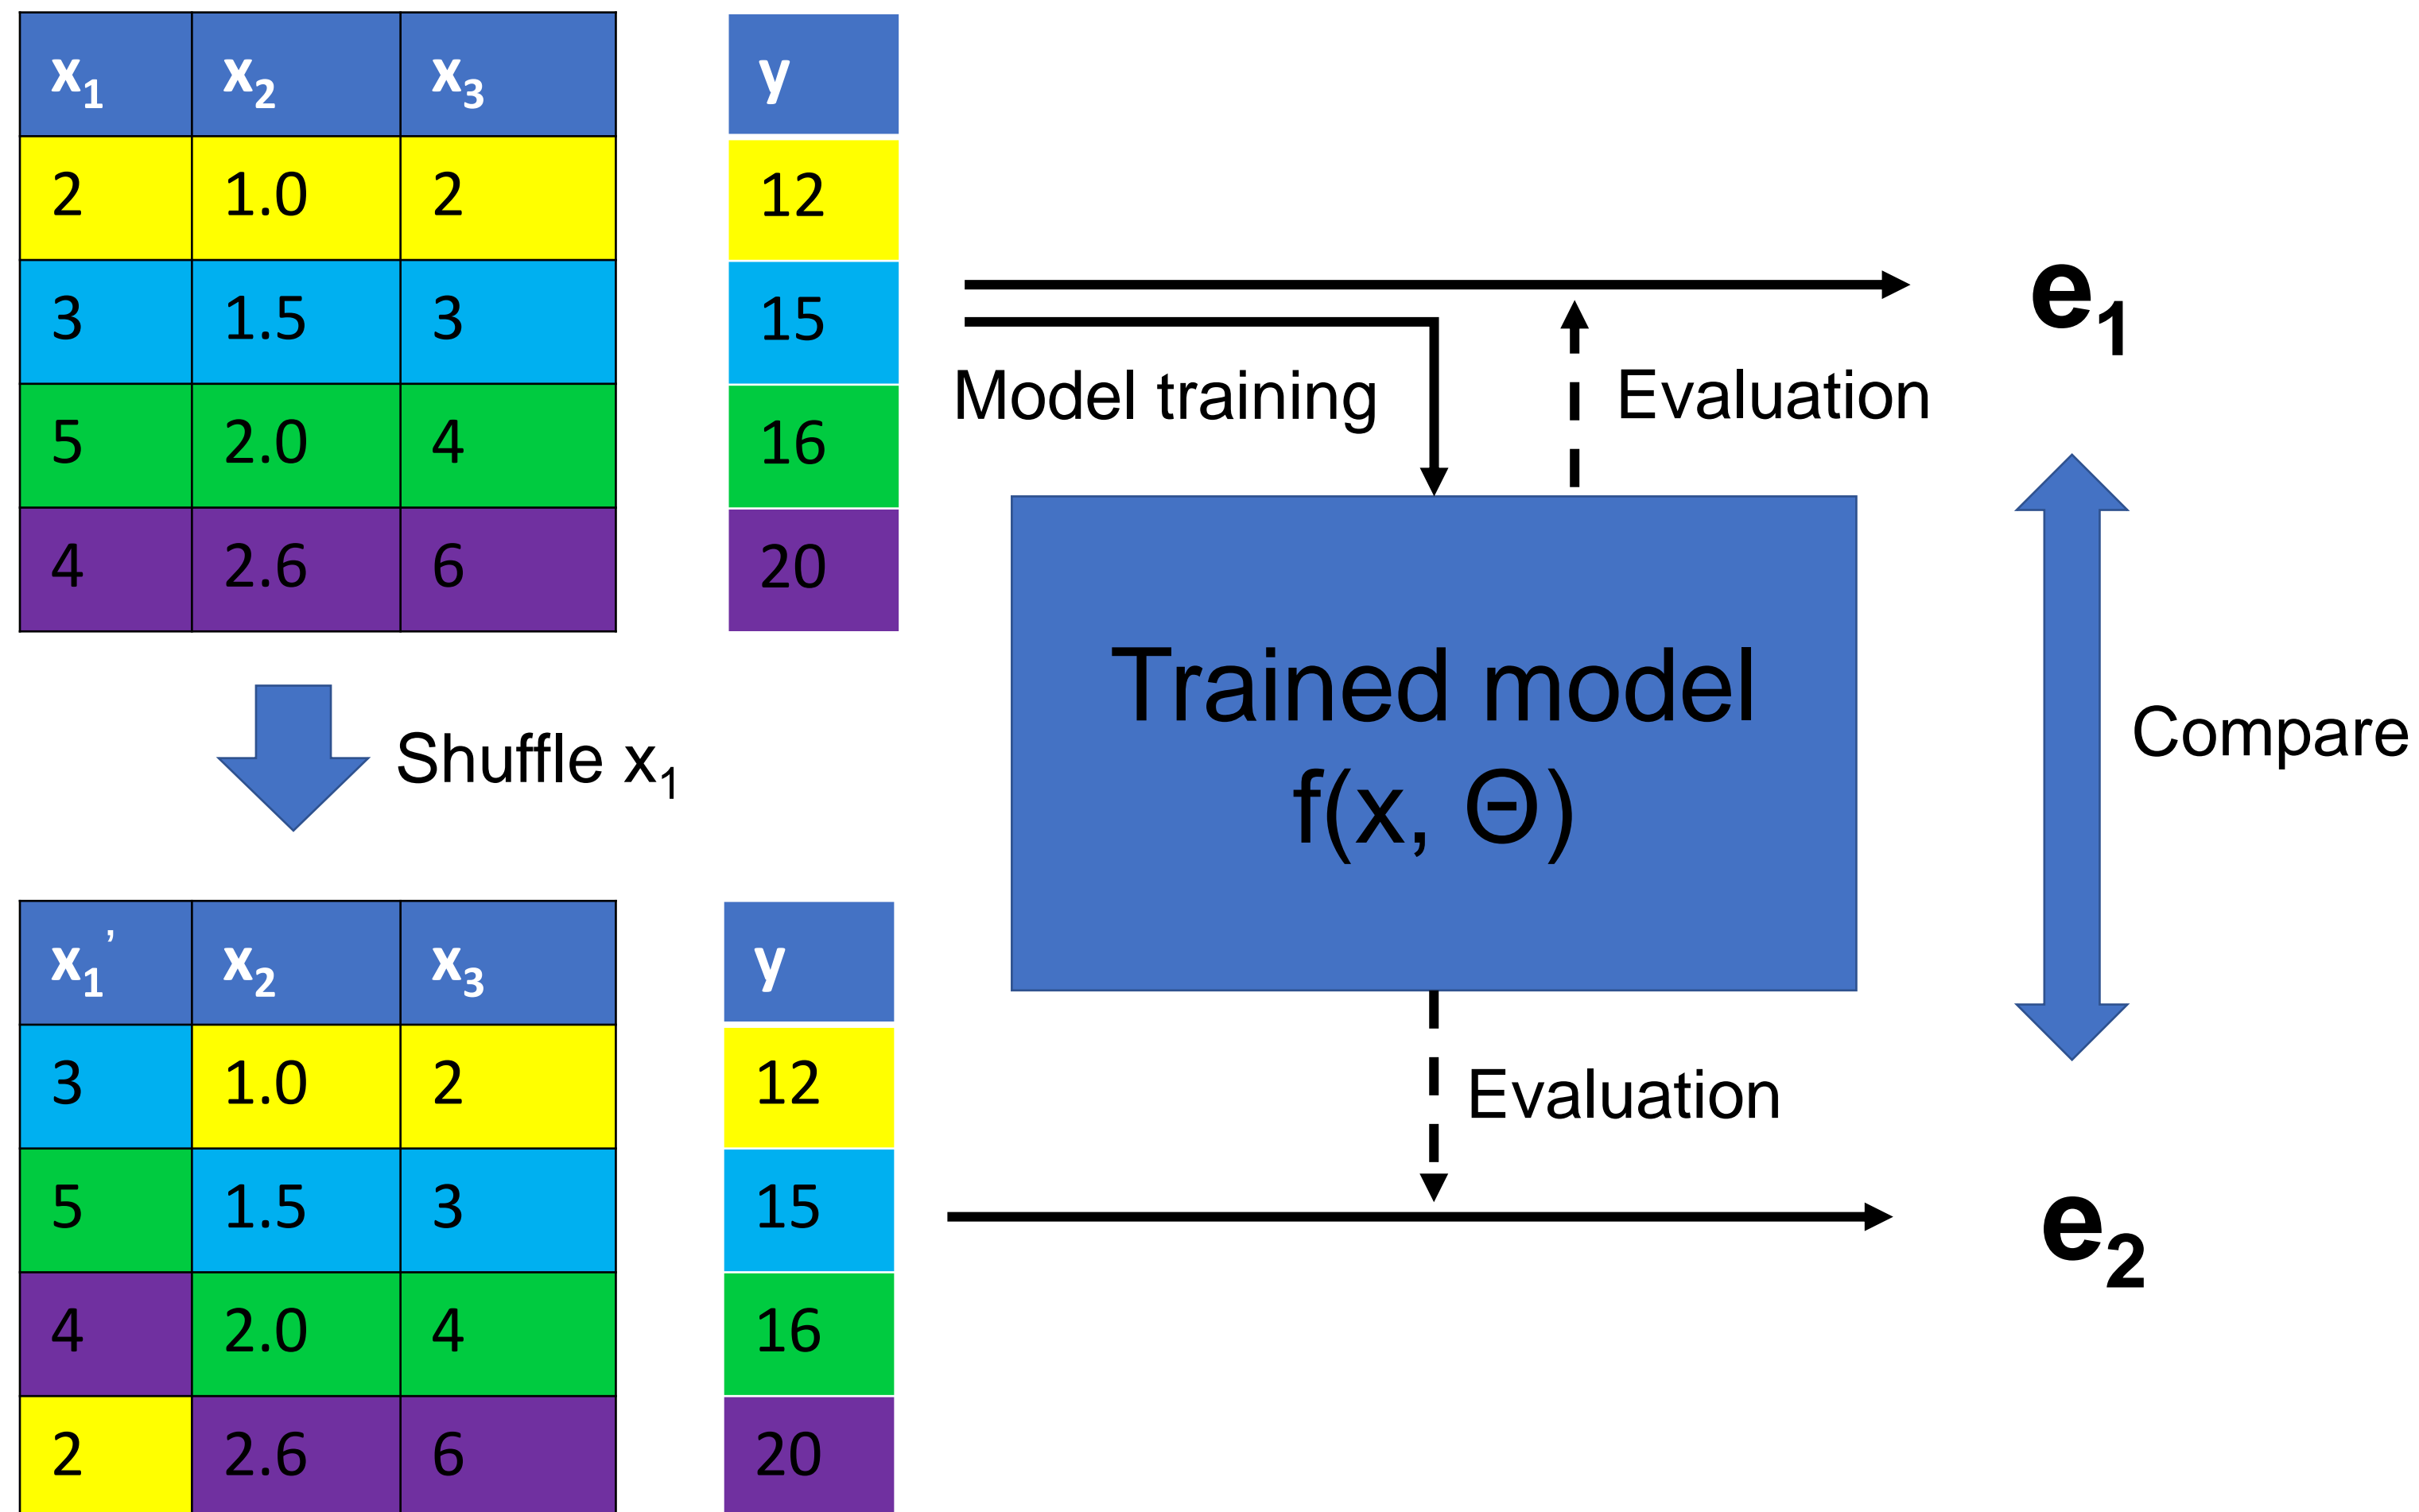 x₁ x₂ x₃ y
2 1.0 2 12
3 1.5 3 15
5 2.0 4 16
4 2.6 6 20
Model training
Evaluation
e₁
Shuffle x₁
Trained model
f(x, Θ)
Compare
x₁’ x₂ x₃ y
3 1.0 2 12
5 1.5 3 15
4 2.0 4 16
2 2.6 6 20
Evaluation
e₂